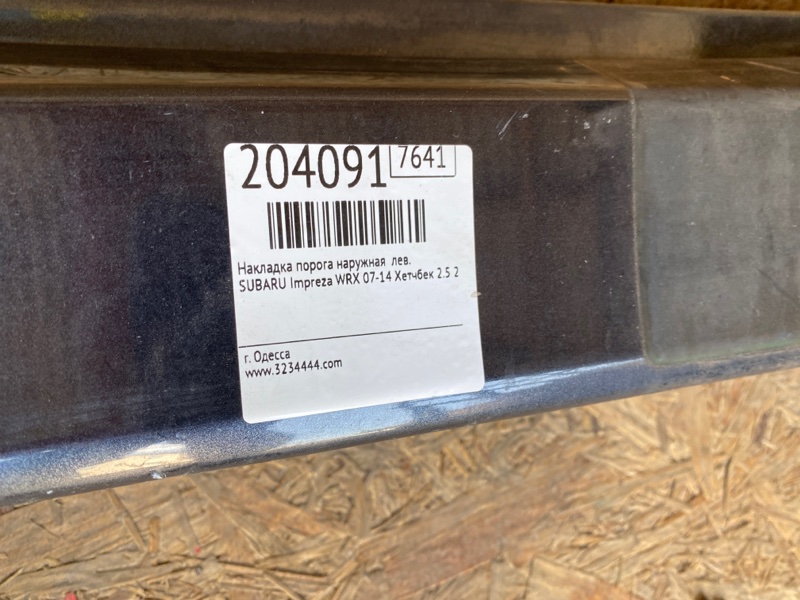 204091 7641
Накладка порога наружная лев.
SUBARU Impreza WRX 07-14 Хетчбек 2.5 2
г. Одесса
www.3234444.com